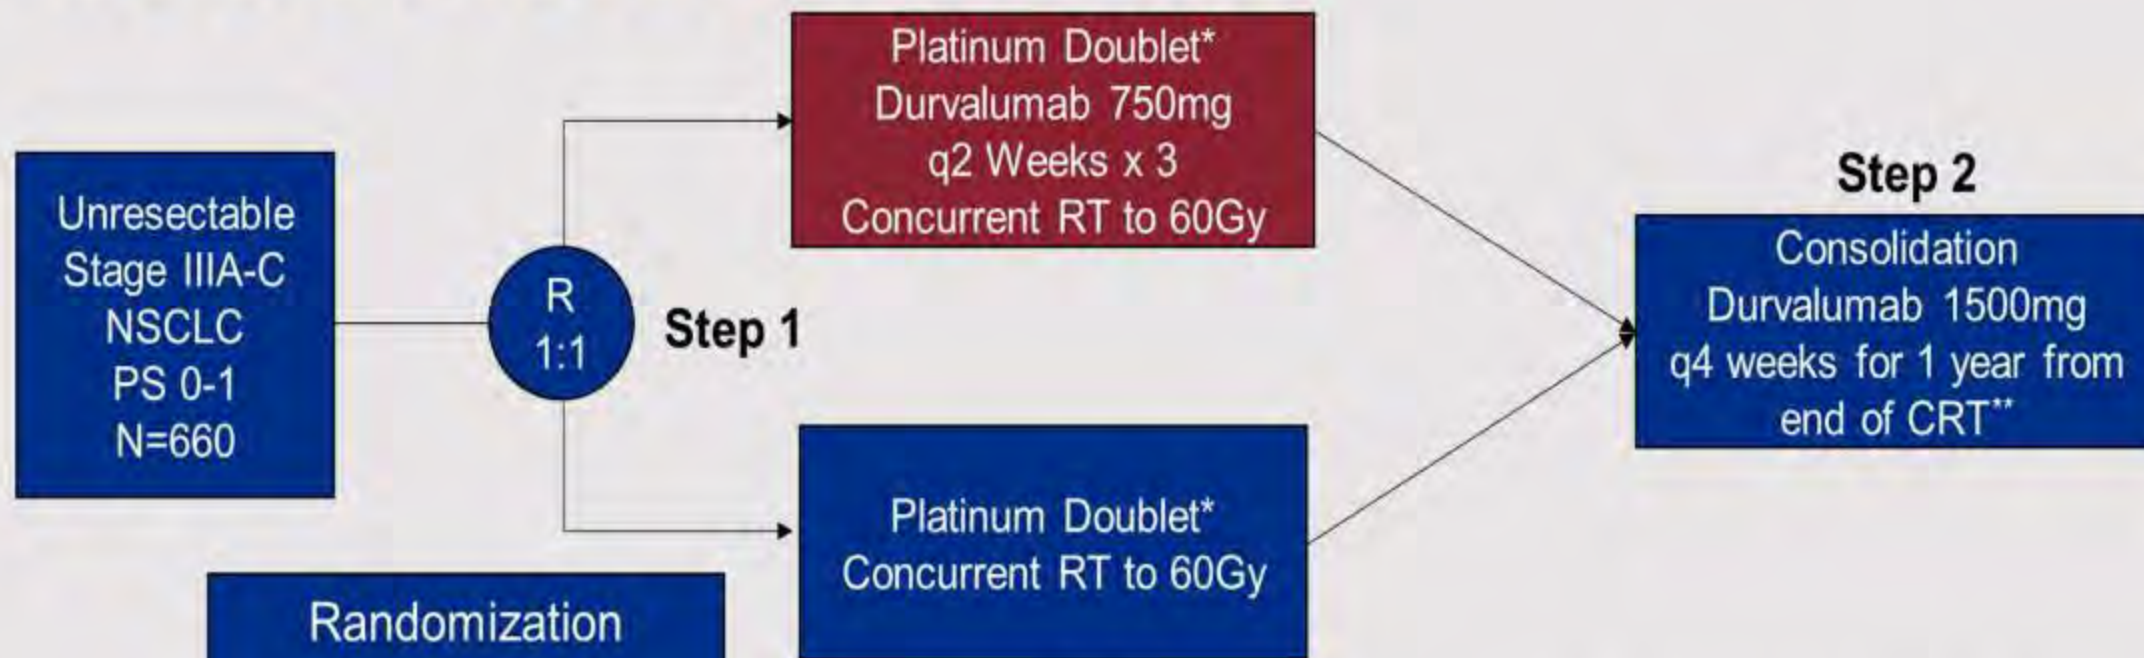 Unresectable
Stage IIIA-C
NSCLC
PS 0-1
N=660
R
1:1
Step 1
Platinum Doublet*
Durvalumab 750mg
q2 Weeks x 3
Concurrent RT to 60Gy
Platinum Doublet*
Concurrent RT to 60Gy
Step 2
Consolidation
Durvalumab 1500mg
q4 weeks for 1 year from
end of CRT**
Randomization